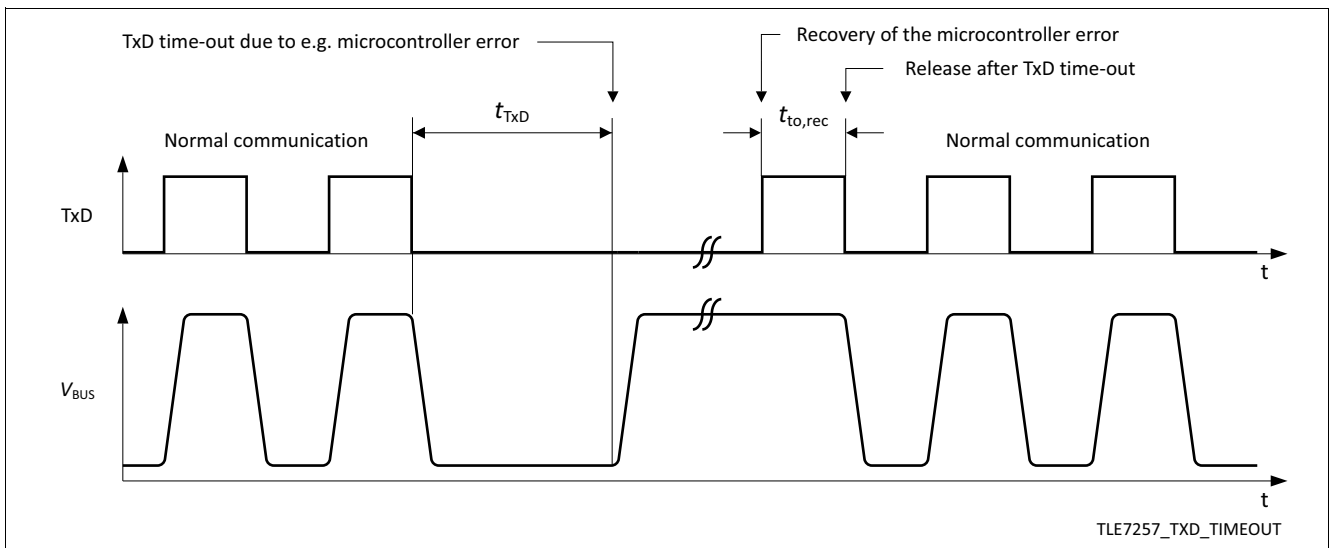 TxD time-out due to e.g. microcontroller error
Recovery of the microcontroller error
Release after TxD time-out
tTxD
tto,rec
Normal communication
Normal communication
TxD
t
VBUS
t
TLE7257_TXD_TIMEOUT